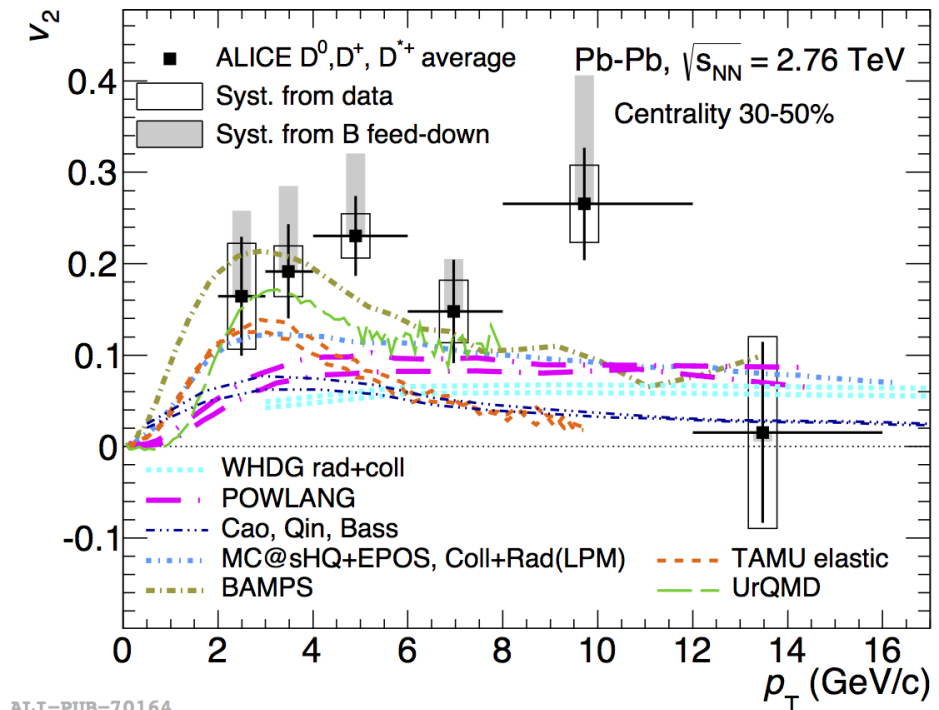 v₂
ALICE D⁰,D⁺, D*⁺ average
Syst. from data
Syst. from B feed-down
Pb-Pb, √sNN = 2.76 TeV
Centrality 30-50%
0.4
0.3
0.2
0.1
0
-0.1
WHDG rad+coll
POWLANG
Cao, Qin, Bass
MC@sHQ+EPOS, Coll+Rad(LPM)
BAMPS
TAMU elastic
UrQMD
0 2 4 6 8 10 12 14 16
pT (GeV/c)
ALI-PUB-70164